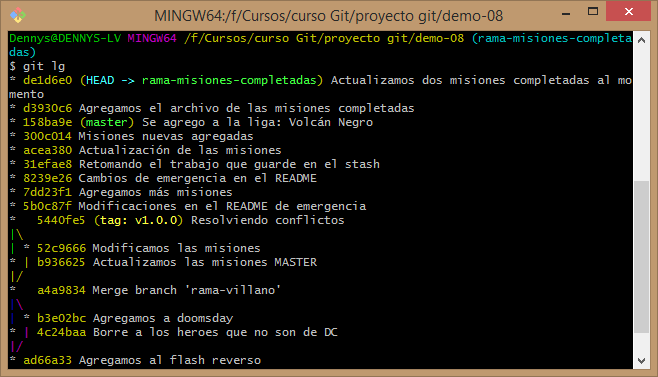 MINGW64:/f/Cursos/curso Git/proyecto git/demo-08
Dennys@DENNYS-LV MINGW64 /f/Cursos/curso Git/proyecto git/demo-08 (rama-misiones-completa
das)
$ git lg
* de1d6e0 (HEAD -> rama-misiones-completadas) Actualizamos dos misiones completadas al mo
mento
* d3930c6 Agregamos el archivo de las misiones completadas
* 158ba9e (master) Se agrego a la liga: Volcán Negro
* 300c014 Misiones nuevas agregadas
* acea380 Actualización de las misiones
* 31efae8 Retomando el trabajo que guarde en el stash
* 8239e26 Cambios de emergencia en el README
* 7dd23f1 Agregamos más misiones
* 5b0c87f Modificaciones en el README de emergencia
*   5440fe5 (tag: v1.0.0) Resolviendo conflictos
|\
| * 52c9666 Modificamos las misiones
* | b936625 Actualizamos las misiones MASTER
|/
*   a4a9834 Merge branch 'rama-villano'
|\
| * b3e02bc Agregamos a doomsday
* | 4c24baa Borre a los heroes que no son de DC
|/
* ad66a33 Agregamos al flash reverso